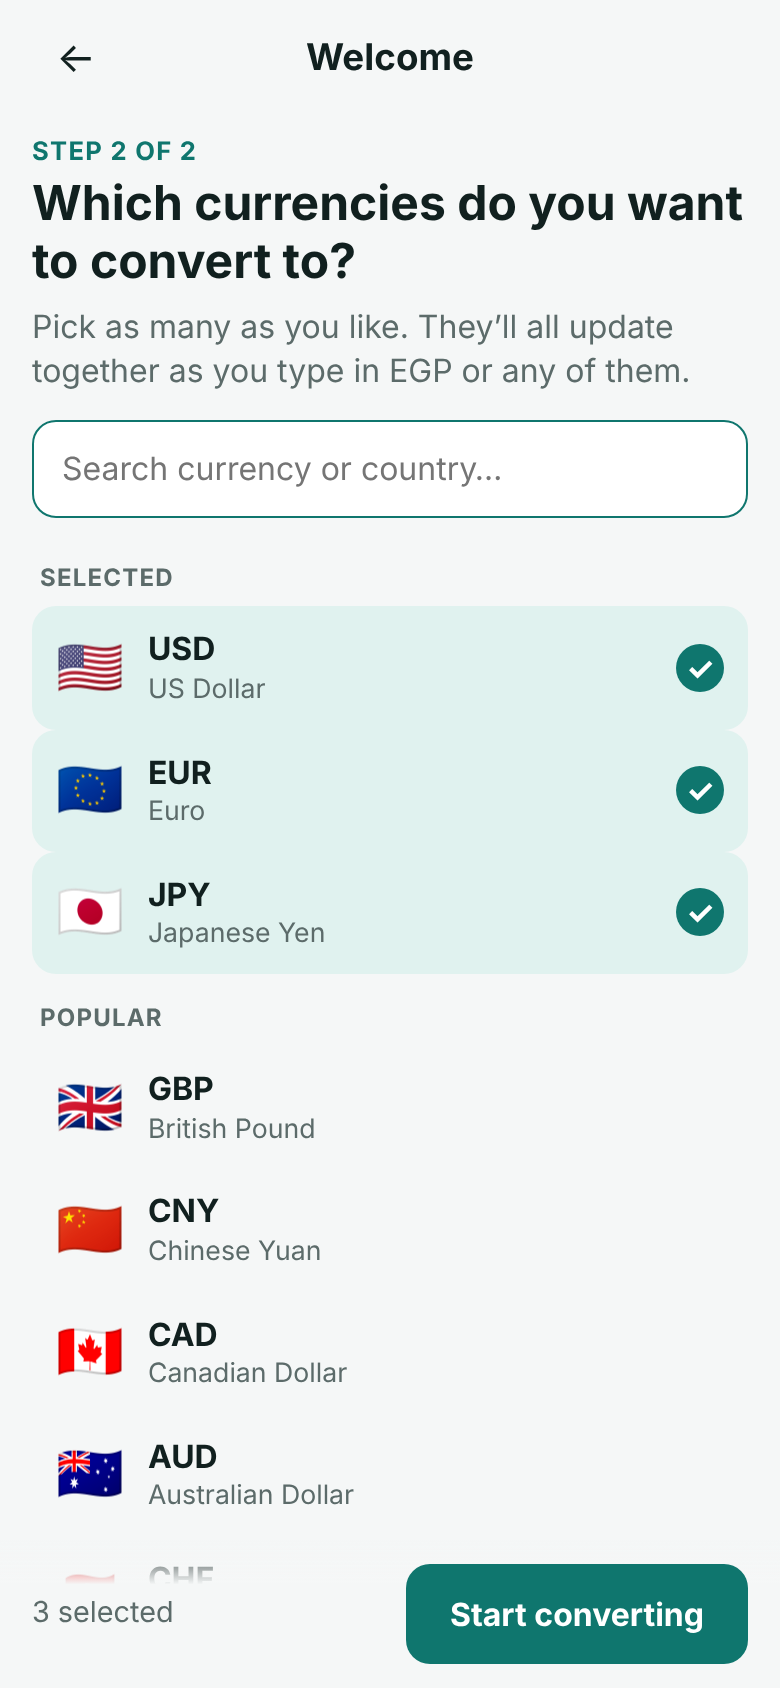 Welcome
STEP 2 OF 2
Which currencies do you want
to convert to?
Pick as many as you like. They’ll all update
together as you type in EGP or any of them.
Search currency or country...
SELECTED
USD
US Dollar
EUR
Euro
JPY
Japanese Yen
POPULAR
GBP
British Pound
CNY
Chinese Yuan
CAD
Canadian Dollar
AUD
Australian Dollar
CHF
3 selected
Start converting